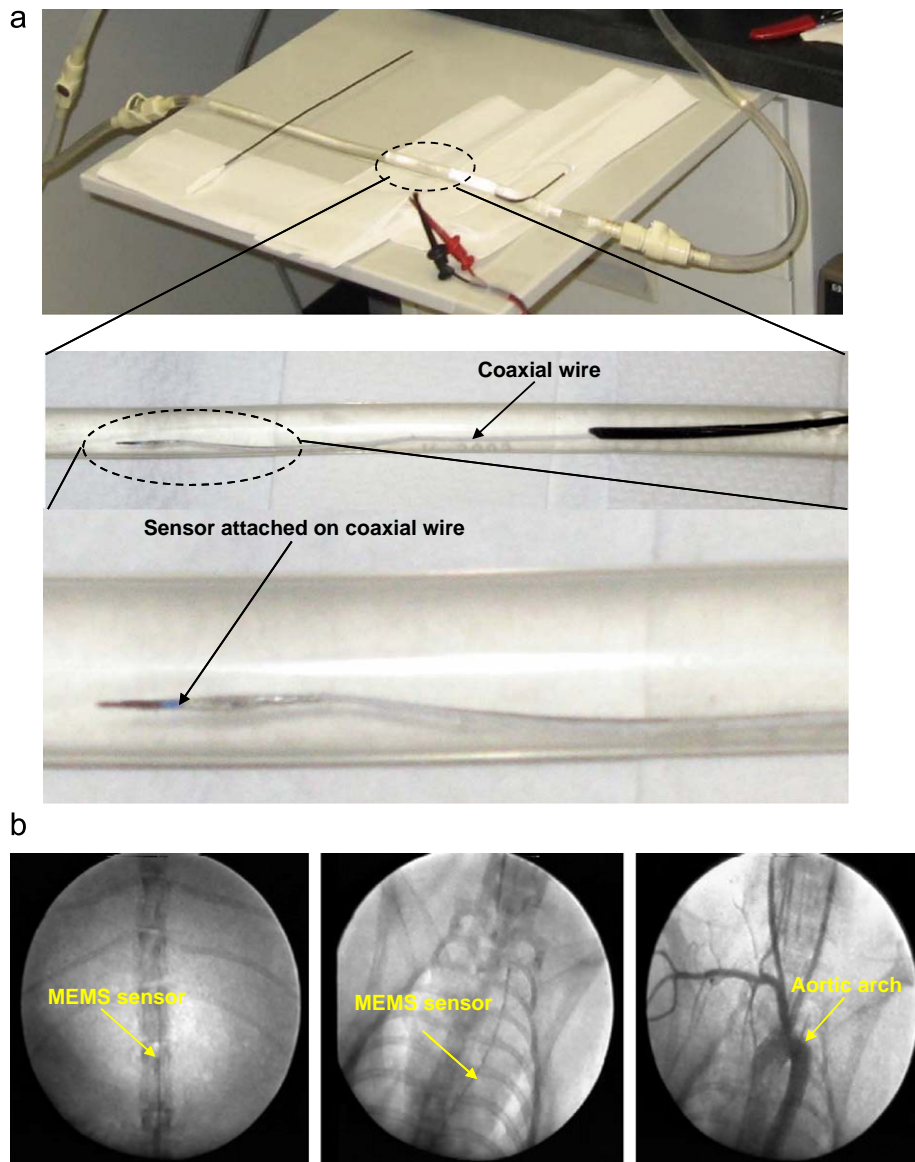 a
Coaxial wire
Sensor attached on coaxial wire
b
MEMS sensor
MEMS sensor
Aortic arch